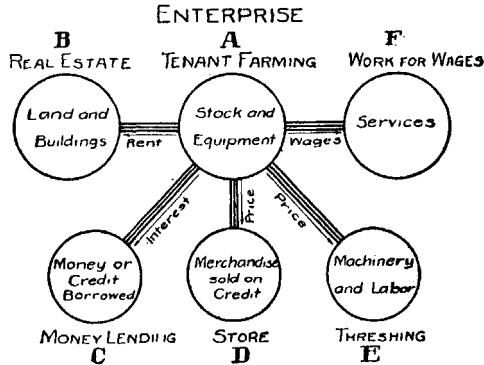 ENTERPRISE
B
REAL ESTATE
Land and
Buildings
Rent
A
TENANT FARMING
Stock and
Equipment
Wages
F
WORK FOR WAGES
Services
Interest
Price
Price
Money or
Credit
Borrowed
MONEY LENDING
C
Merchandise
sold on
Credit
STORE
D
Machinery
and Labor
THRESHING
E